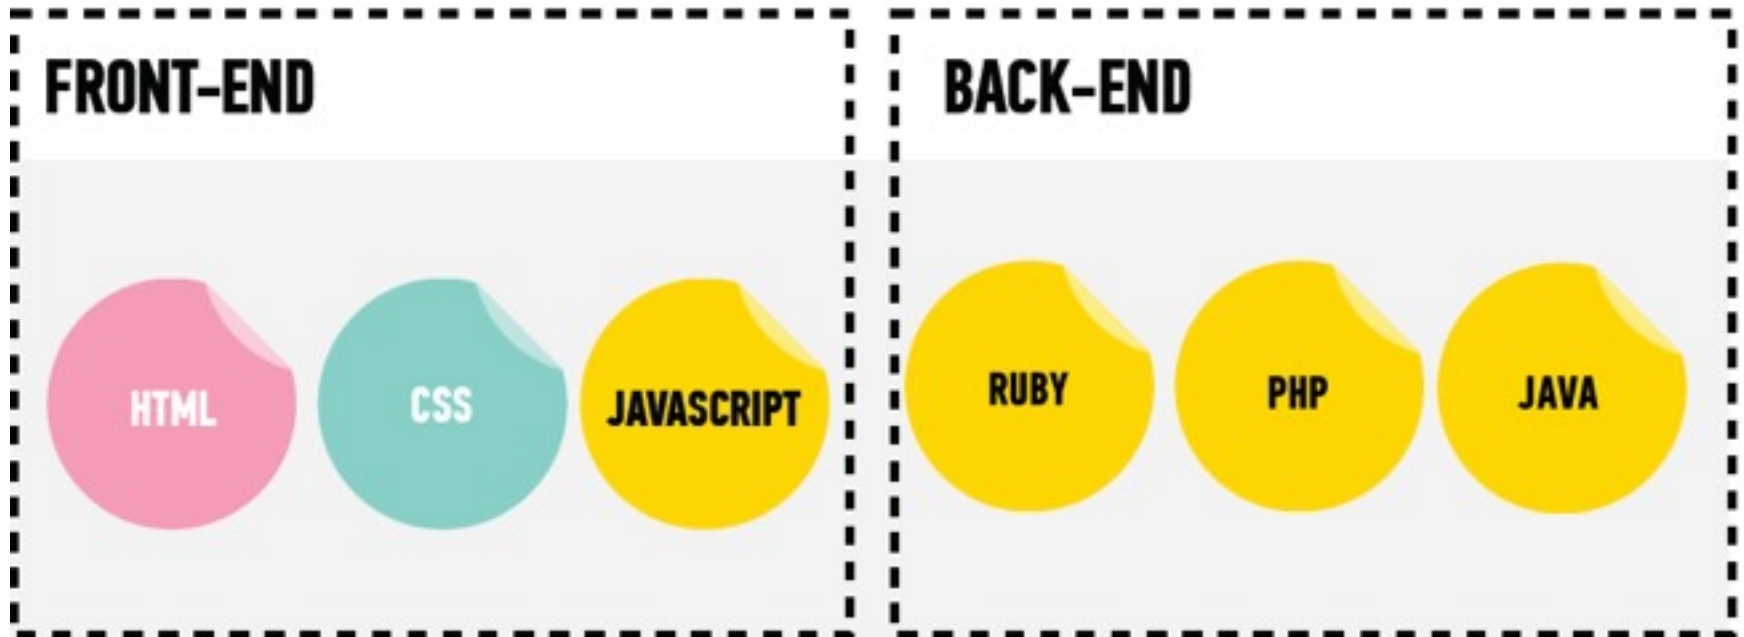 FRONT-END
HTML
CSS
JAVASCRIPT
BACK-END
RUBY
PHP
JAVA